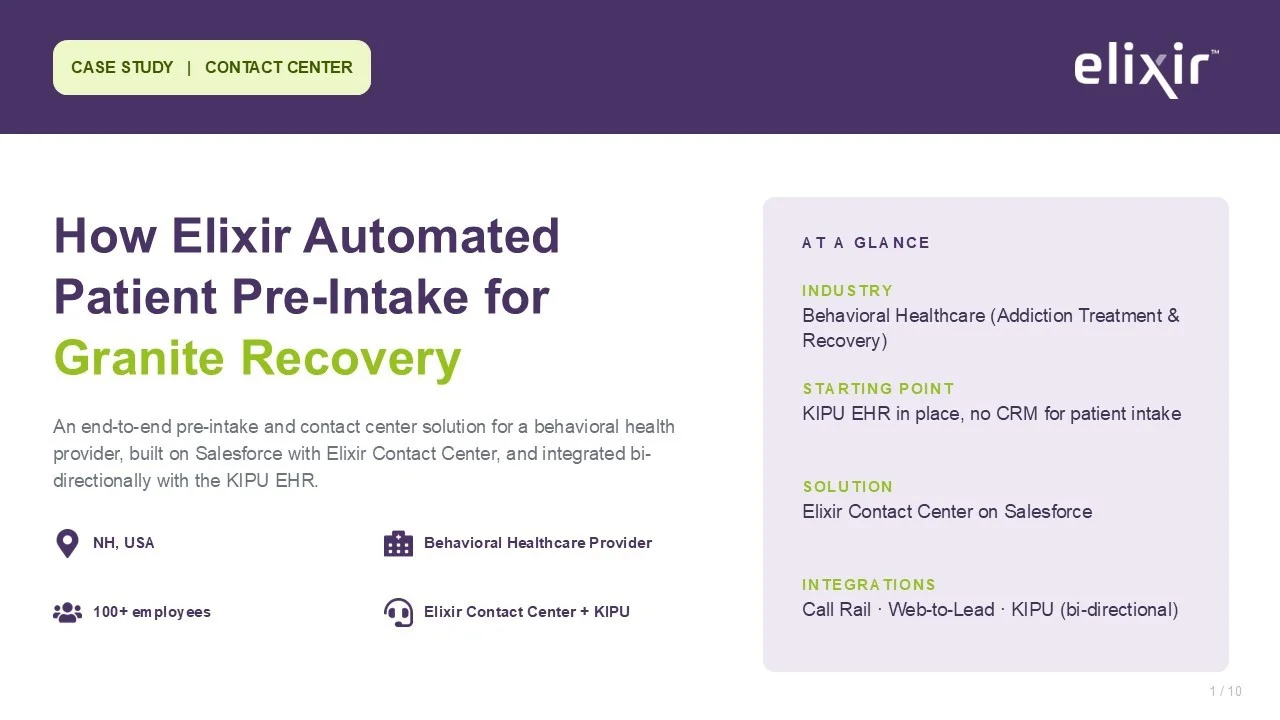 CASE STUDY | CONTACT CENTER
elixir™
How Elixir Automated
Patient Pre-Intake for
Granite Recovery
An end-to-end pre-intake and contact center solution for a behavioral health
provider, built on Salesforce with Elixir Contact Center, and integrated bi-
directionally with the KIPU EHR.
NH, USA
Behavioral Healthcare Provider
100+ employees
Elixir Contact Center + KIPU
AT A GLANCE
INDUSTRY
Behavioral Healthcare (Addiction Treatment &
Recovery)
STARTING POINT
KIPU EHR in place, no CRM for patient intake
SOLUTION
Elixir Contact Center on Salesforce
INTEGRATIONS
Call Rail · Web-to-Lead · KIPU (bi-directional)
1 / 10